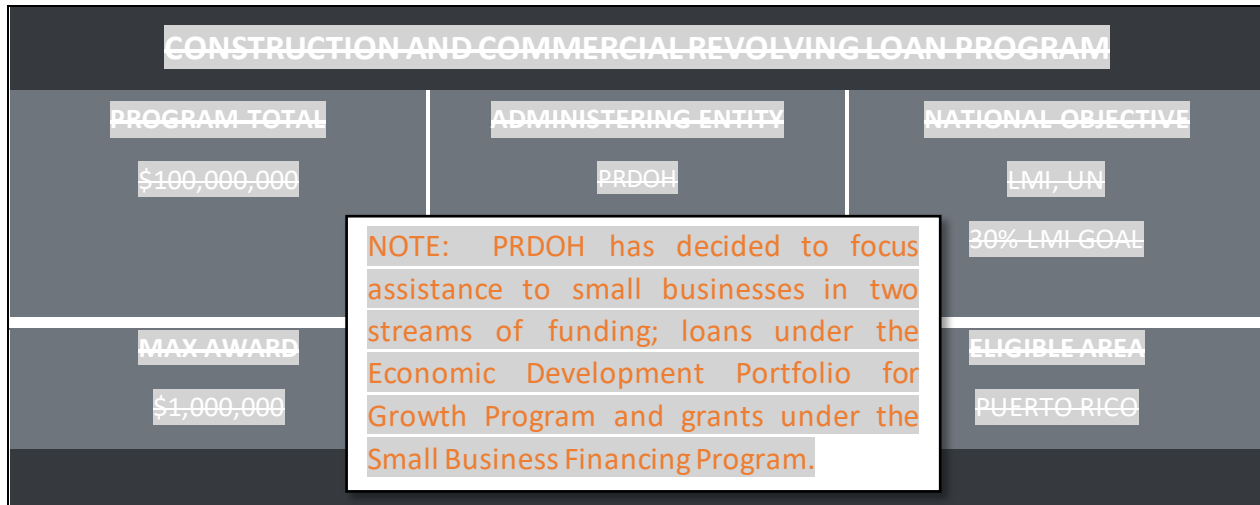 CONSTRUCTION AND COMMERCIAL REVOLVING LOAN PROGRAM
PROGRAM TOTAL
$100,000,000
ADMINISTERING ENTITY
PRDOH
NATIONAL OBJECTIVE
LMI, UN
30% LMI GOAL
NOTE: PRDOH has decided to focus
assistance to small businesses in two
streams of funding; loans under the
Economic Development Portfolio for
Growth Program and grants under the
Small Business Financing Program.
MAX AWARD
$1,000,000
ELIGIBLE AREA
PUERTO RICO